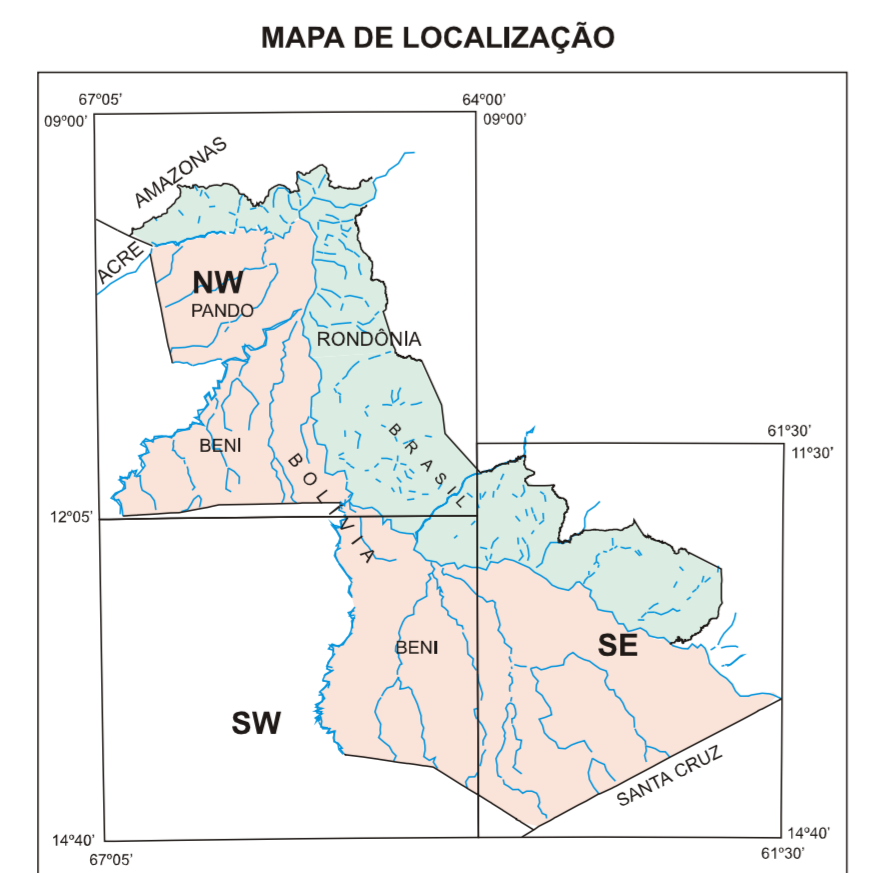 MAPA DE LOCALIZAÇÃO
67º05’
64º00’
09º00’
09º00’
AMAZONAS
ACRE
NW
PANDO
RONDÔNIA
BRASIL
61º30’
11º30’
BENI
BOLIVIA
12º05’
BENI
SE
SW
SANTA CRUZ
14º40’
14º40’
67º05’
61º30’